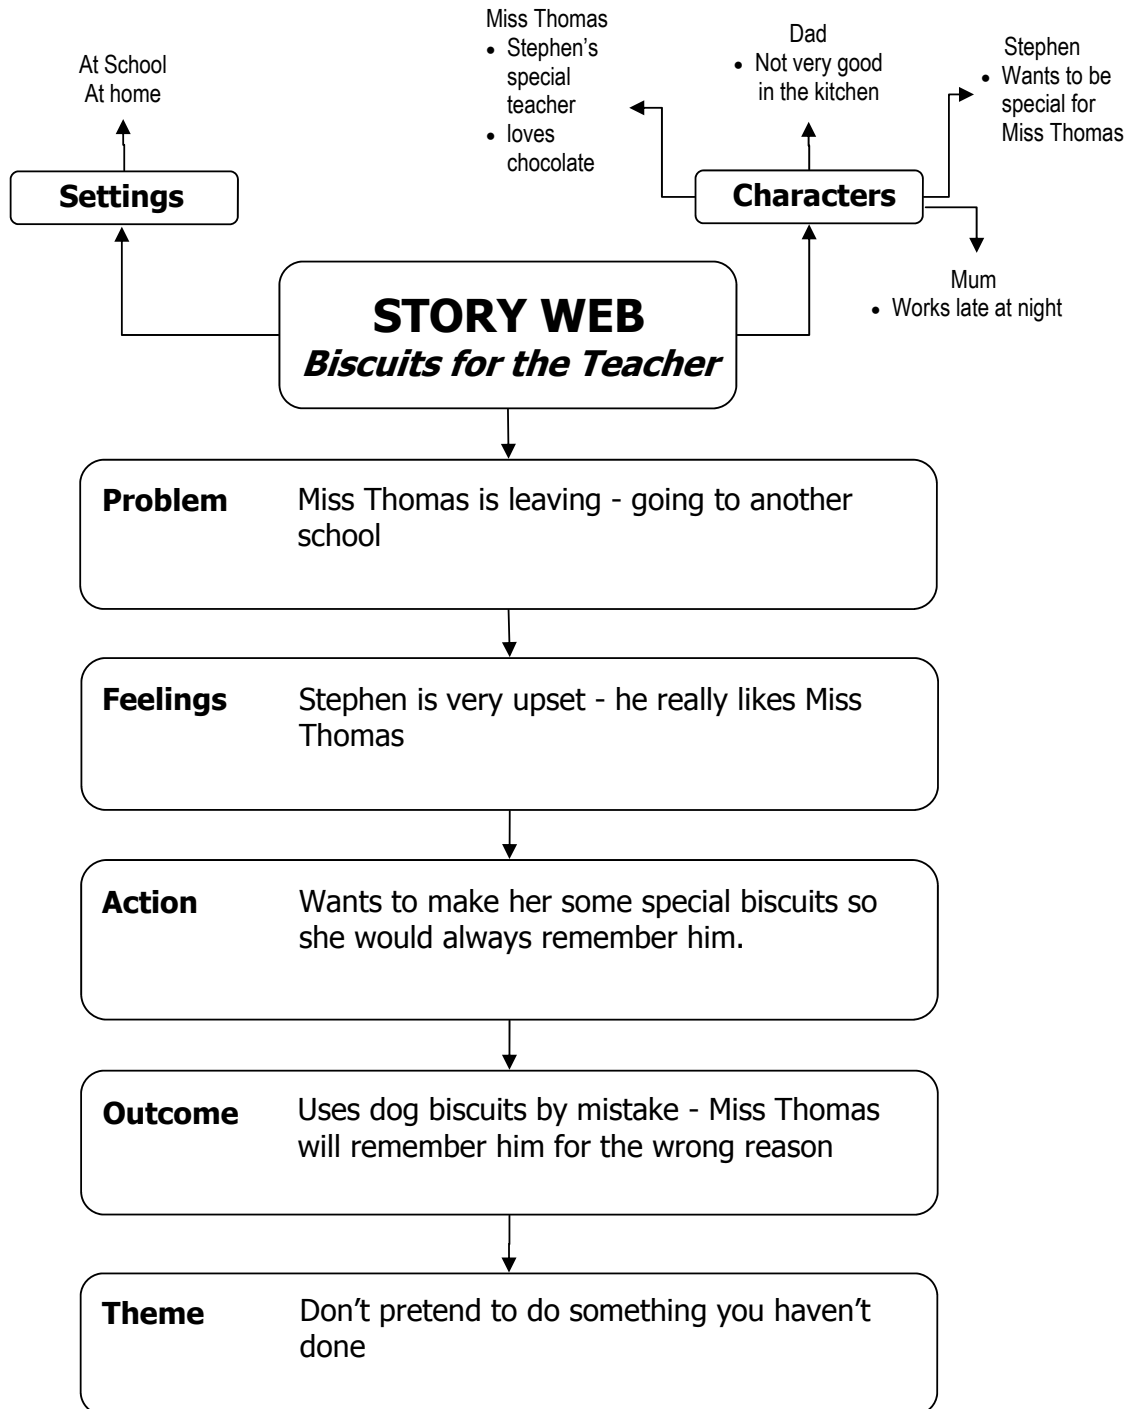 Miss Thomas
• Stephen's
special
teacher
• loves
chocolate
Dad
• Not very good
in the kitchen
Stephen
• Wants to be
special for
Miss Thomas
At School
At home
Settings
Characters
Mum
• Works late at night
STORY WEB
Biscuits for the Teacher
Problem Miss Thomas is leaving - going to another
school
Feelings Stephen is very upset - he really likes Miss
Thomas
Action Wants to make her some special biscuits so
she would always remember him.
Outcome Uses dog biscuits by mistake - Miss Thomas
will remember him for the wrong reason
Theme Don't pretend to do something you haven't
done